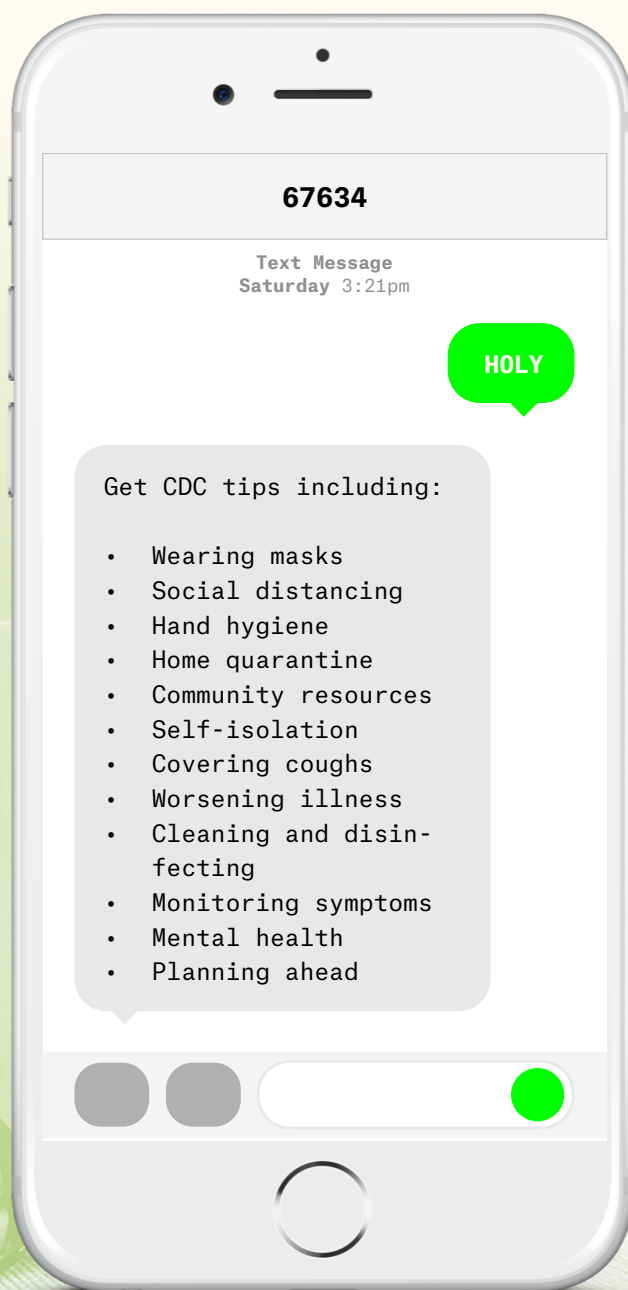 67634
Text Message
Saturday 3:21pm
HOLY
Get CDC tips including:
• Wearing masks
• Social distancing
• Hand hygiene
• Home quarantine
• Community resources
• Self-isolation
• Covering coughs
• Worsening illness
• Cleaning and disin-
fecting
• Monitoring symptoms
• Mental health
• Planning ahead